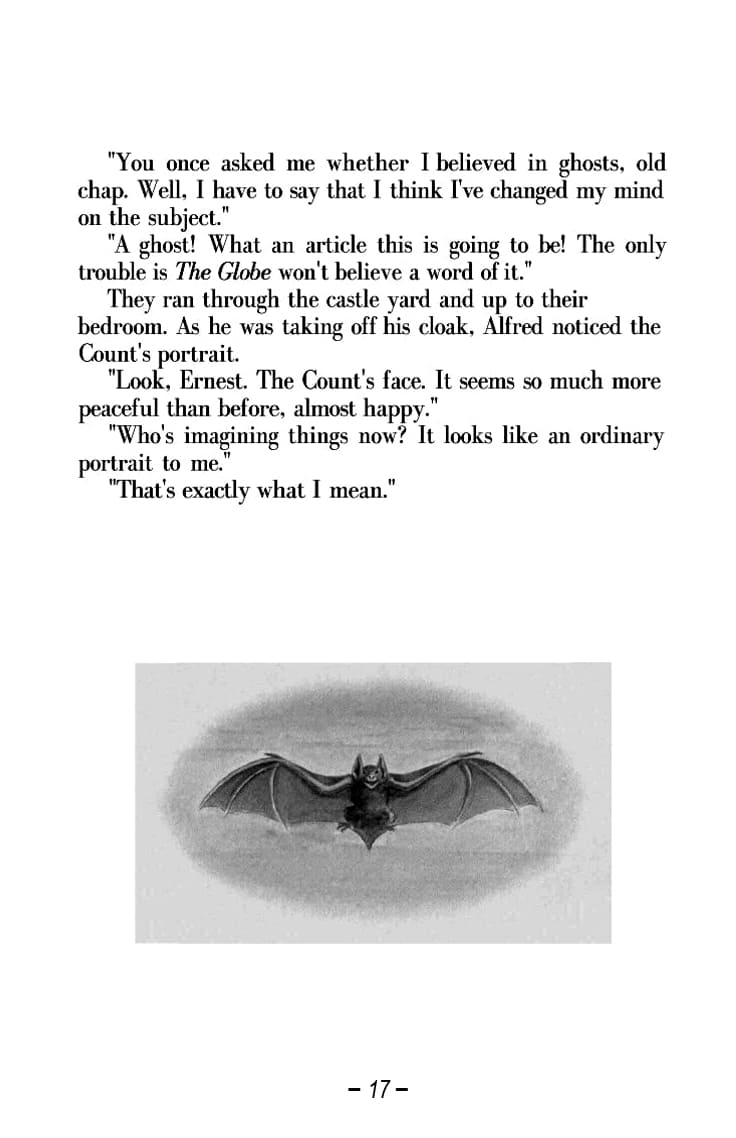 "You once asked me whether I believed in ghosts, old
chap. Well, I have to say that I think I've changed my mind
on the subject."
"A ghost! What an article this is going to be! The only
trouble is The Globe won't believe a word of it."
They ran through the castle yard and up to their
bedroom. As he was taking off his cloak, Alfred noticed the
Count's portrait.
"Look, Ernest. The Count's face. It seems so much more
peaceful than before, almost happy."
"Who's imagining things now? It looks like an ordinary
portrait to me."
"That's exactly what I mean."
– 17 –